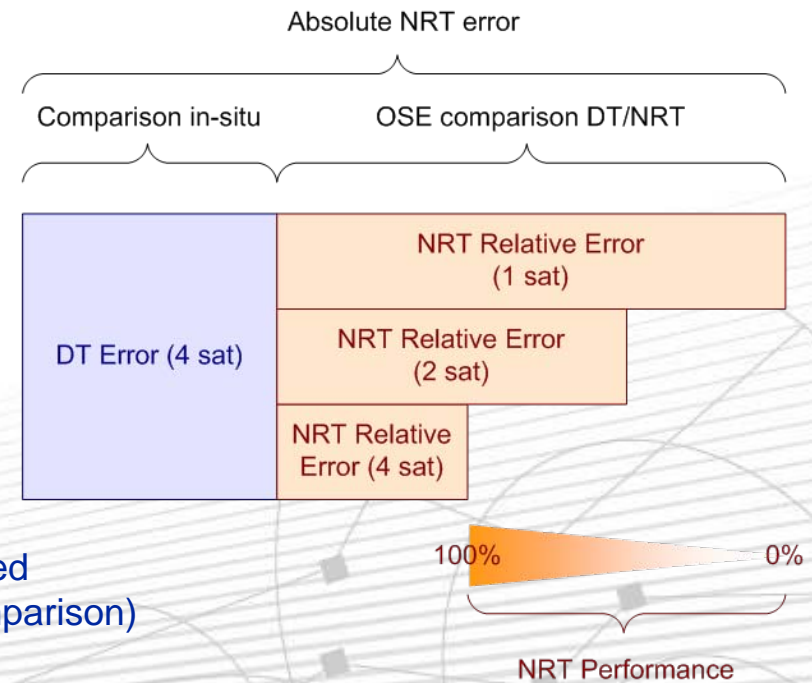 Absolute NRT error
Comparison in-situ
OSE comparison DT/NRT
NRT Relative Error
(1 sat)
DT Error (4 sat)
NRT Relative Error
(2 sat)
NRT Relative
Error (4 sat)
100%
0%
NRT Performance